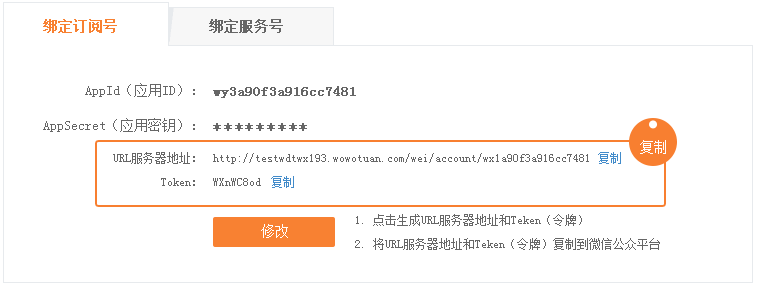 绑定订阅号 绑定服务号
AppId（应用ID）： wy3a90f3a916cc7481
AppSecret（应用密钥）： *********
复制
URL服务器地址: http://testwdtwx193.wowotuan.com/wei/account/wx1a90f3a916cc7481 复制
Token: WXnWC8od 复制
修改
1. 点击生成URL服务器地址和Teken（令牌）
2. 将URL服务器地址和Teken（令牌）复制到微信公众平台